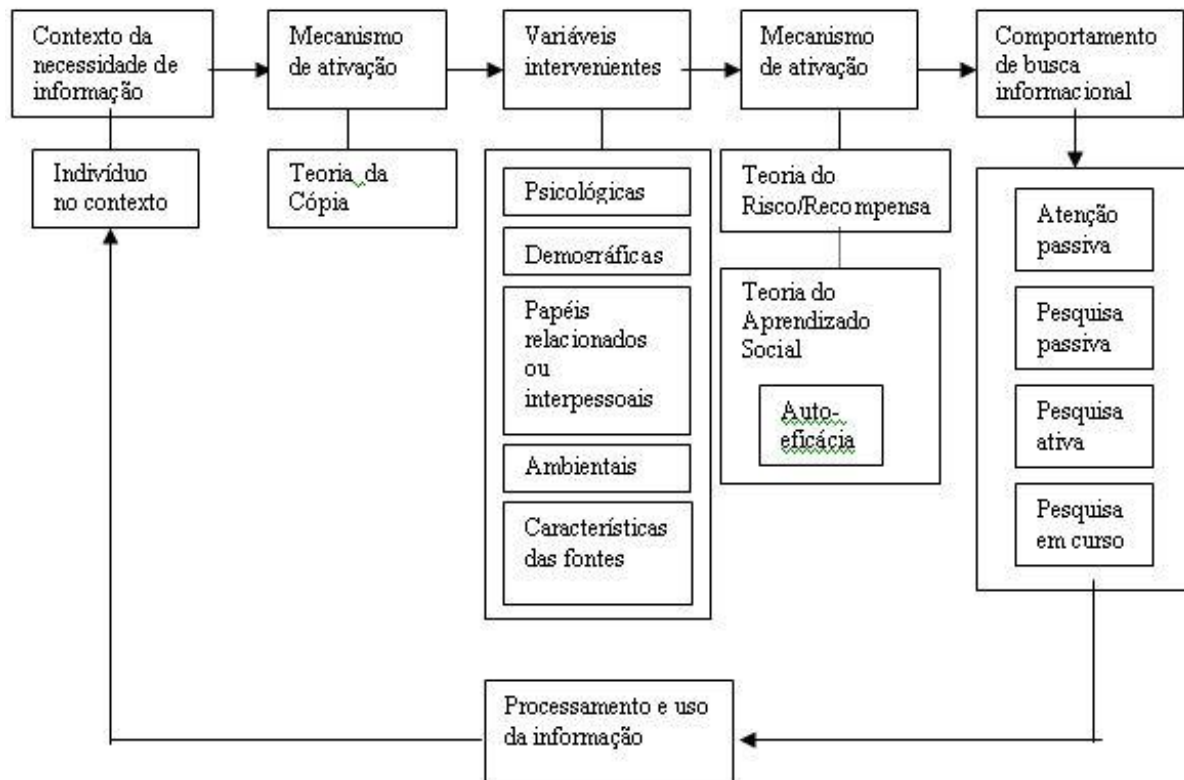 Contexto da
necessidade de
informação
Mecanismo
de ativação
Variáveis
intervenientes
Mecanismo
de ativação
Comportamento
de busca
informacional
Indivíduo
no contexto
Teoria da
Cópia
Psicológicas
Demográficas
Papéis
relacionados
ou
interpessoais
Ambientais
Características
das fontes
Teoria do
Risco/Recompensa
Teoria do
Aprendizado
Social
Auto-
eficácia
Atenção
passiva
Pesquisa
passiva
Pesquisa
ativa
Pesquisa
em curso
Processamento e uso
da informação